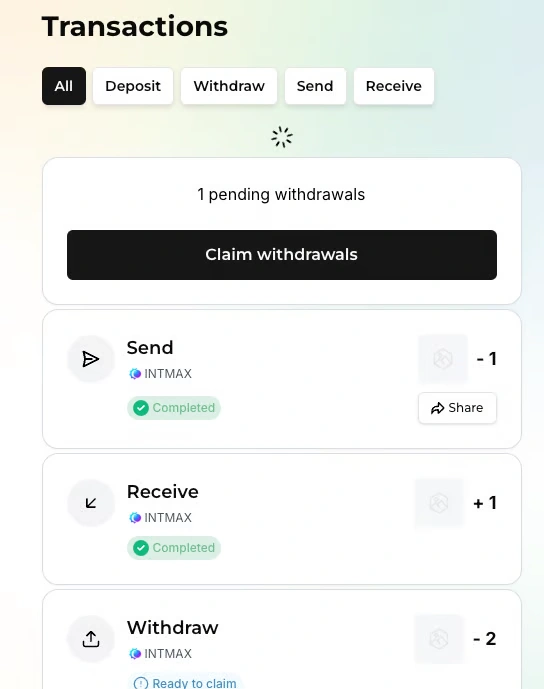 Transactions
All Deposit Withdraw Send Receive
1 pending withdrawals
Claim withdrawals
Send
- 1
INTMAX
Completed
Share
Receive
+ 1
INTMAX
Completed
Withdraw
- 2
INTMAX
Ready to claim